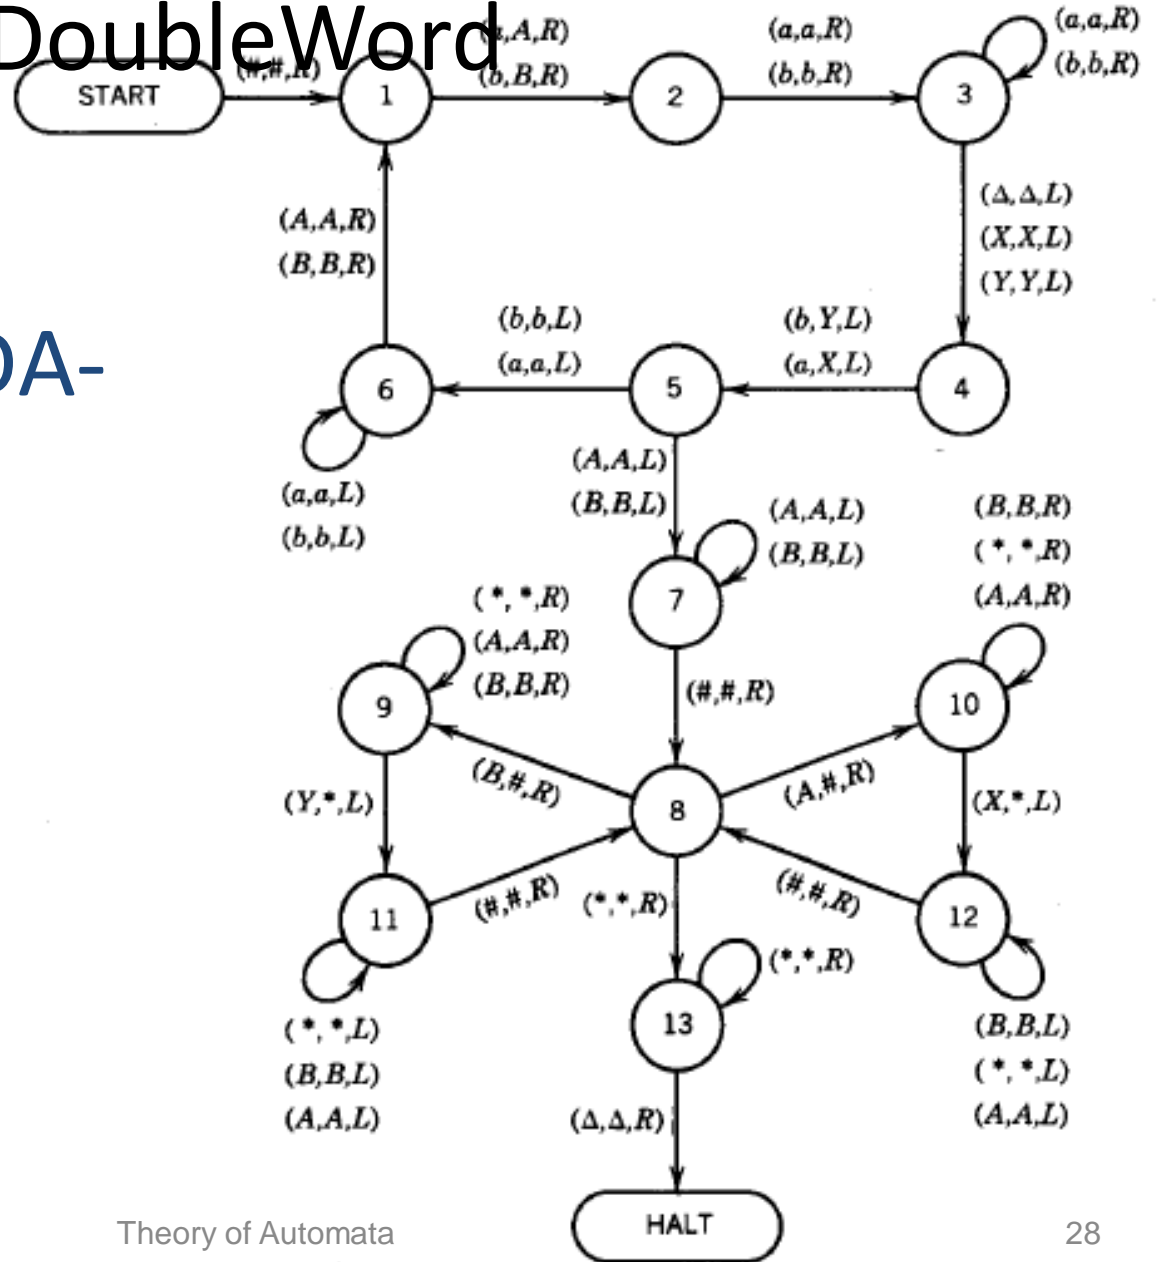 DoubleWord
(a,A,R)
(b,B,R)
(a,a,R)
(b,b,R)
(a,a,R)
(b,b,R)
START
(#,#,R)
1
2
3
(A,A,R)
(B,B,R)
(Δ,Δ,L)
(X,X,L)
(Y,Y,L)
DA-
(b,b,L)
(a,a,L)
(b,Y,L)
(a,X,L)
6
5
4
(a,a,L)
(b,b,L)
(A,A,L)
(B,B,L)
(A,A,L)
(B,B,L)
(B,B,R)
(*,*,R)
(A,A,R)
7
(*,*,R)
(A,A,R)
(B,B,R)
9
(#,#,R)
10
(B,#,R)
(A,#,R)
(Y,*,L)
8
(X,*,L)
(#,#,R)
(*,*,R)
(#,#,R)
11
12
(*,*,R)
13
(*,*,L)
(B,B,L)
(A,A,L)
(B,B,L)
(*,*,L)
(A,A,L)
(Δ,Δ,R)
HALT
Theory of Automata
28